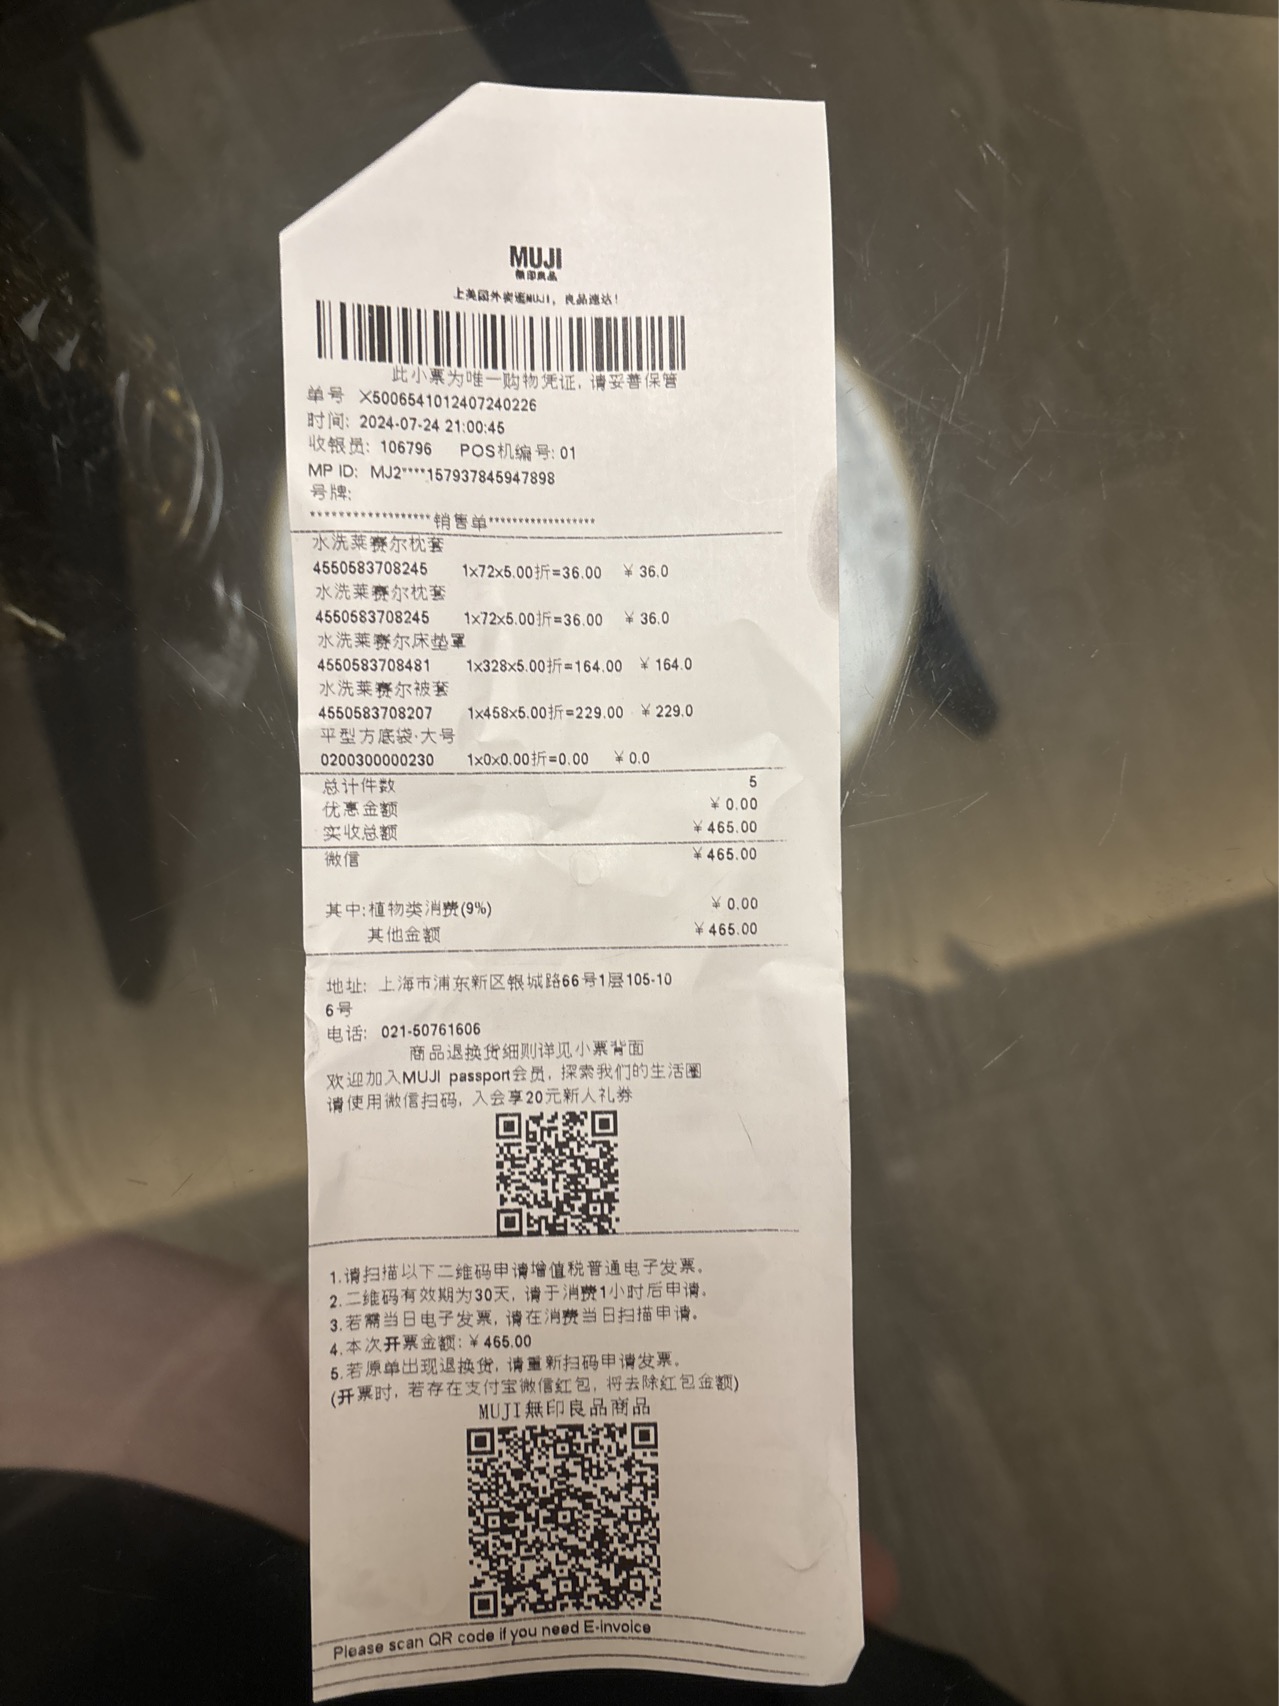 MUJI
無印良品
上美团外卖逛MUJI，良品速达！
此小票为唯一购物凭证，请妥善保管
单号 X5006541012407240226
时间: 2024-07-24 21:00:45
收银员: 106796 POS机编号: 01
MP ID: MJ2****157937845947898
号牌:
******************销售单******************
水洗莱赛尔枕套
4550583708245 1x72x5.00折=36.00 ￥36.0
水洗莱赛尔枕套
4550583708245 1x72x5.00折=36.00 ￥36.0
水洗莱赛尔床垫罩
4550583708481 1x328x5.00折=164.00 ￥164.0
水洗莱赛尔被套
4550583708207 1x458x5.00折=229.00 ￥229.0
平型方底袋·大号
0200300000230 1x0x0.00折=0.00 ￥0.0
总计件数 5
优惠金额 ￥0.00
实收总额 ￥465.00
微信 ￥465.00
其中:植物类消费(9%) ￥0.00
其他金额 ￥465.00
地址: 上海市浦东新区银城路66号1层105-10
6号
电话: 021-50761606
商品退换货细则详见小票背面
欢迎加入MUJI passport会员，探索我们的生活圈
请使用微信扫码，入会享20元新人礼券
1.请扫描以下二维码申请增值税普通电子发票。
2.二维码有效期为30天，请于消费1小时后申请。
3.若需当日电子发票，请在消费当日扫描申请。
4.本次开票金额:￥465.00
5.若原单出现退换货，请重新扫码申请发票。
(开票时，若存在支付宝微信红包，将去除红包金额)
MUJI無印良品商品
Please scan QR code if you need E-invoice